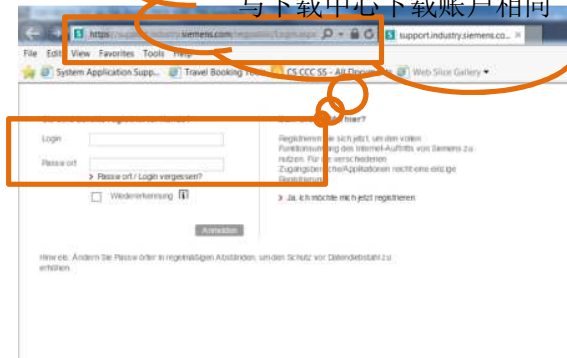 与下载中心下载账户相同
https
siemens.com
support.industry.siemens.co... ×
File Edit View Favorites Tools Help
System Application Supp... Travel Booking CS CCC SS - All Web Slice Gallery
hier?
Login
Registrieren Sie sich jetzt, um den vollen
Funktionsumfang des Internet-Auftritts von Siemens zu
nutzen. Für die verschiedenen
Passwort
Zugangsbereiche/Applikationen reicht eine einzige
Registrierung.
> Passwort / Login vergessen?
Wiedererkennung
> Ja, ich möchte mich jetzt registrieren
Anmelden
Hinweis: Ändern Sie Passwörter in regelmäßigen Abständen, um den Schutz vor Datendiebstahl zu
erhöhen.